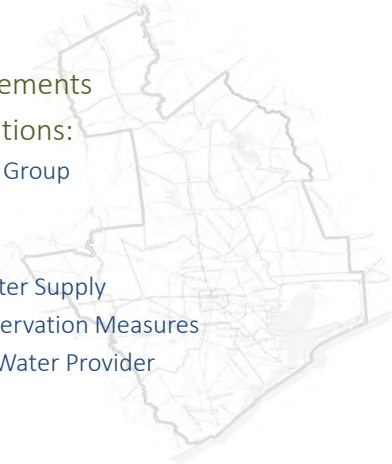 ements
tions:
Group
ter Supply
ervation Measures
Water Provider